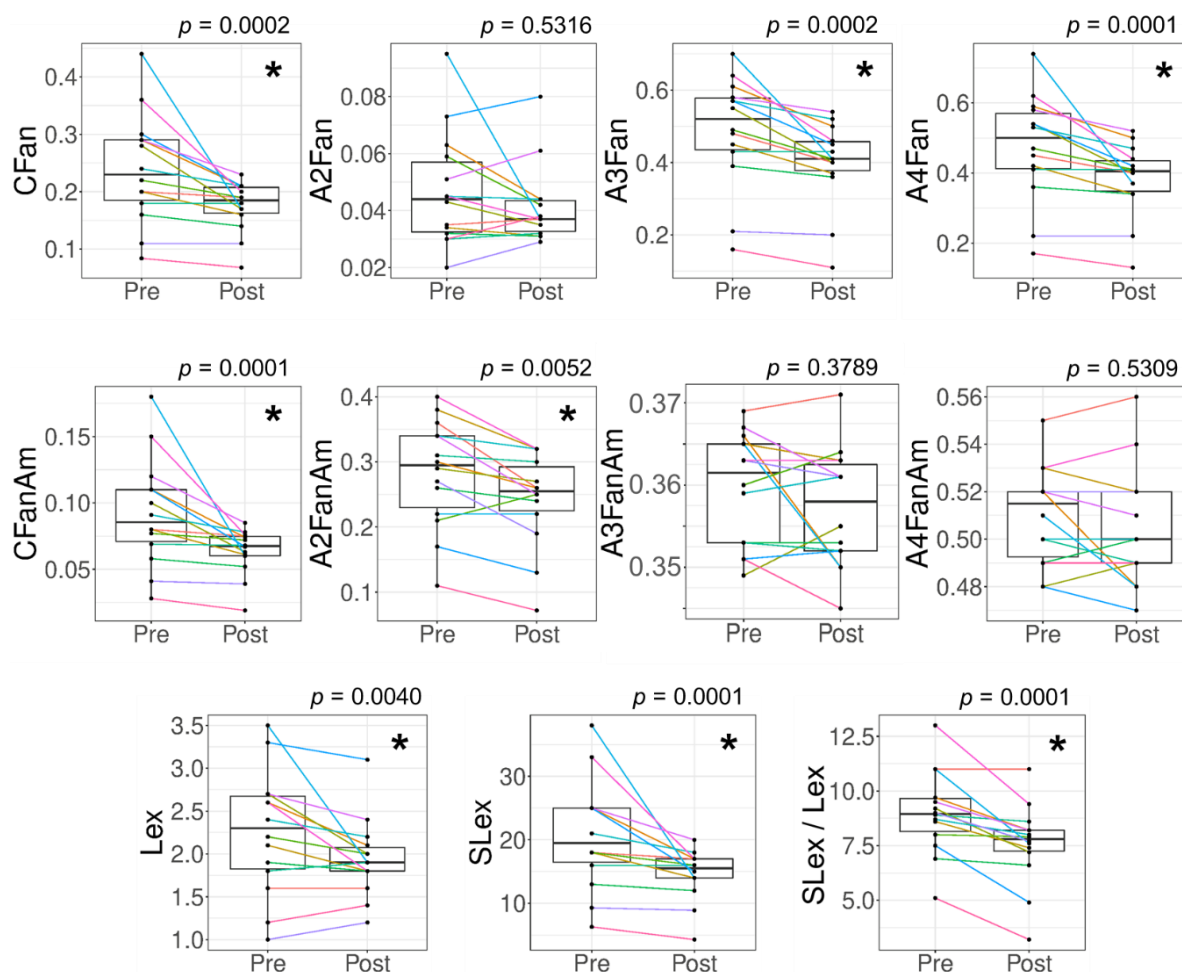 p = 0.0002
p = 0.5316
p = 0.0002
p = 0.0001
CFan
0.4
0.3
0.2
0.1
*
Pre Post
A2Fan
0.08
0.06
0.04
0.02
Pre Post
A3Fan
0.6
0.4
0.2
*
Pre Post
A4Fan
0.6
0.4
0.2
*
Pre Post
p = 0.0001
p = 0.0052
p = 0.3789
p = 0.5309
CFanAm
0.15
0.10
0.05
*
Pre Post
A2FanAm
0.4
0.3
0.2
0.1
*
Pre Post
A3FanAm
0.37
0.36
0.35
Pre Post
A4FanAm
0.56
0.54
0.52
0.50
0.48
Pre Post
p = 0.0040
p = 0.0001
p = 0.0001
Lex
3.5
3.0
2.5
2.0
1.5
1.0
*
Pre Post
SLex
30
20
10
*
Pre Post
SLex / Lex
12.5
10.0
7.5
5.0
*
Pre Post